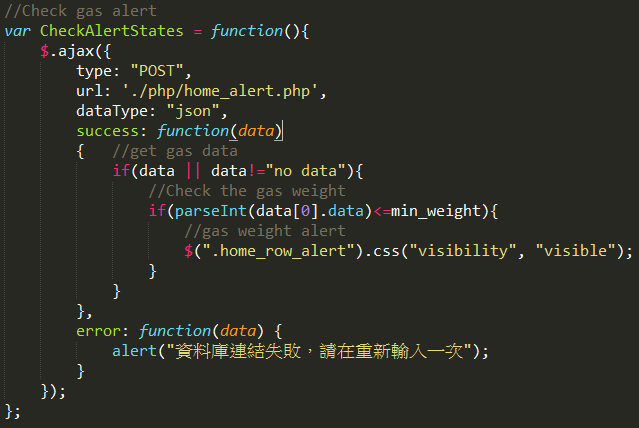 //Check gas alert
var CheckAlertStates = function(){
    $.ajax({
        type: "POST",
        url: './php/home_alert.php',
        dataType: "json",
        success: function(data)
        {   //get gas data
            if(data || data!="no data"){
                //Check the gas weight
                if(parseInt(data[0].data)<=min_weight){
                    //gas weight alert
                    $(".home_row_alert").css("visibility", "visible");
                }
            }
        },
        error: function(data) {
            alert("資料庫連結失敗，請在重新輸入一次");
        }
    });
};